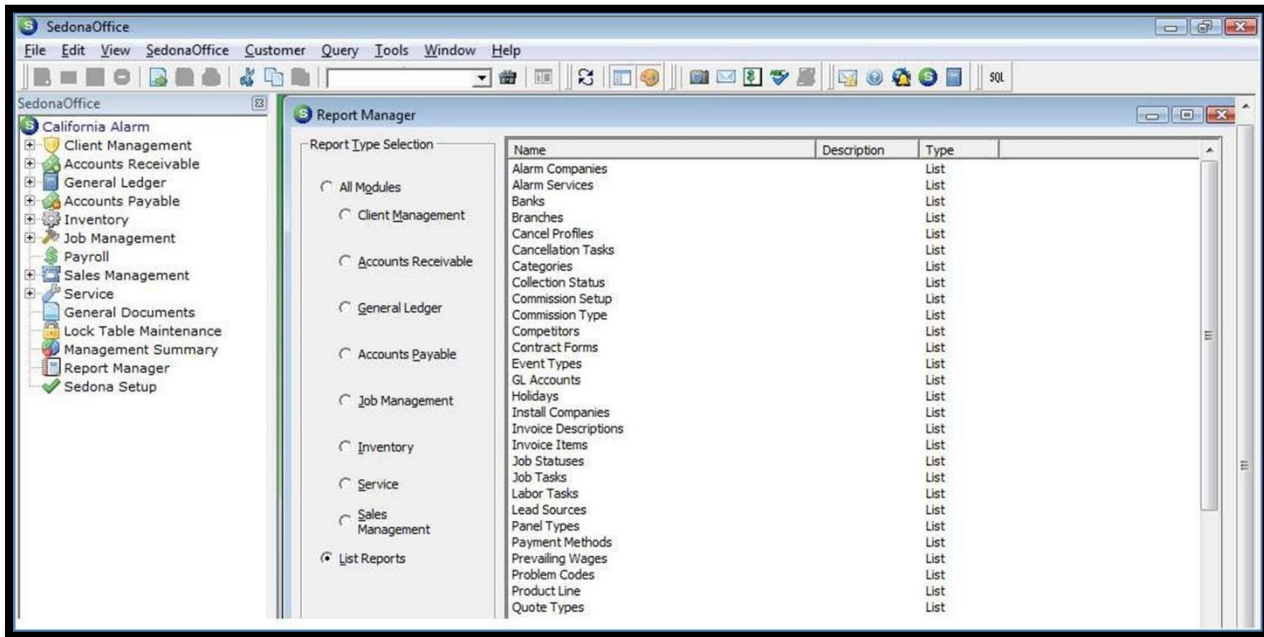 SedonaOffice
File Edit View SedonaOffice Customer Query Tools Window Help
SQL
SedonaOffice
California Alarm
Client Management
Accounts Receivable
General Ledger
Accounts Payable
Inventory
Job Management
Payroll
Sales Management
Service
General Documents
Lock Table Maintenance
Management Summary
Report Manager
Sedona Setup
Report Manager
Report Type Selection
All Modules
Client Management
Accounts Receivable
General Ledger
Accounts Payable
Job Management
Inventory
Service
Sales
Management
List Reports
Name Description Type
Alarm Companies List
Alarm Services List
Banks List
Branches List
Cancel Profiles List
Cancellation Tasks List
Categories List
Collection Status List
Commission Setup List
Commission Type List
Competitors List
Contract Forms List
Event Types List
GL Accounts List
Holidays List
Install Companies List
Invoice Descriptions List
Invoice Items List
Job Statuses List
Job Tasks List
Labor Tasks List
Lead Sources List
Panel Types List
Payment Methods List
Prevailing Wages List
Problem Codes List
Product Line List
Quote Types List